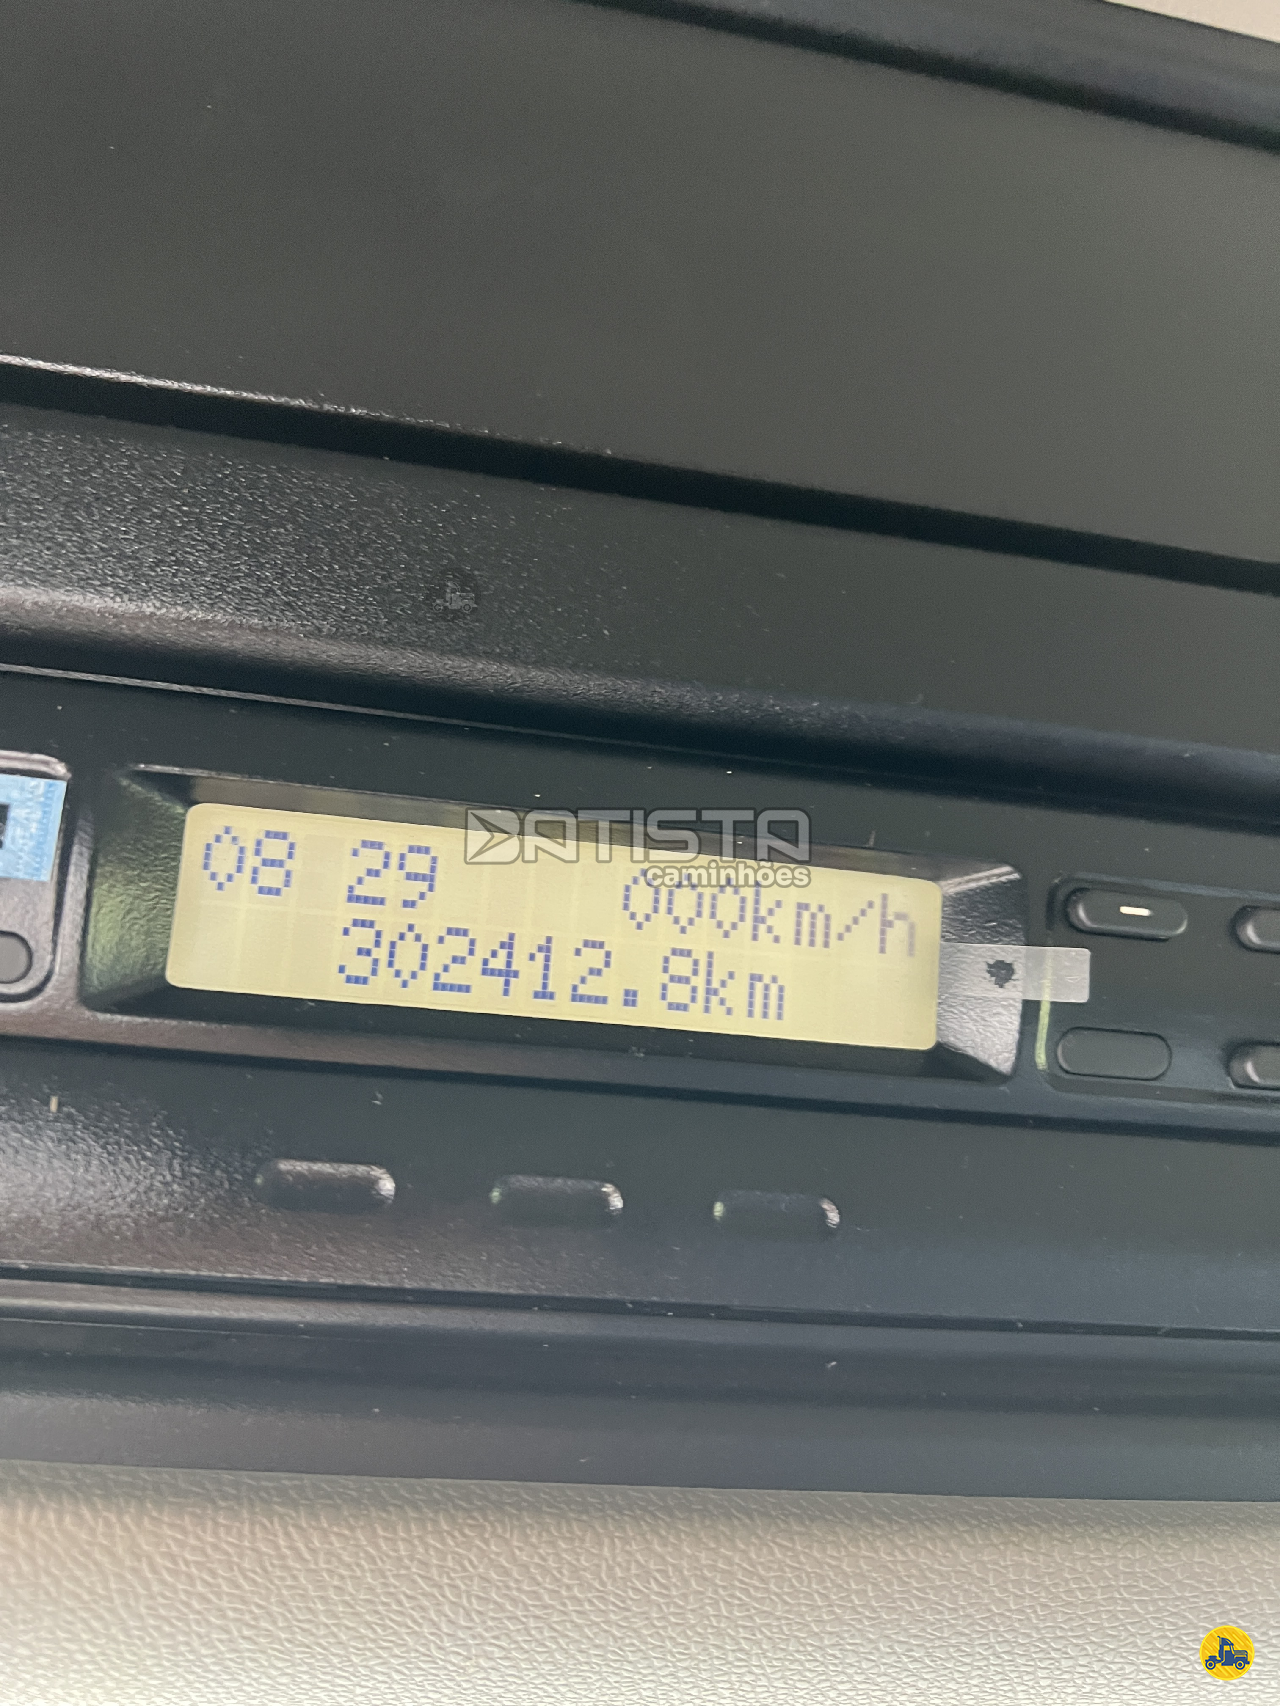 08 29 000km/h
302412.8km
BATISTA
caminhões